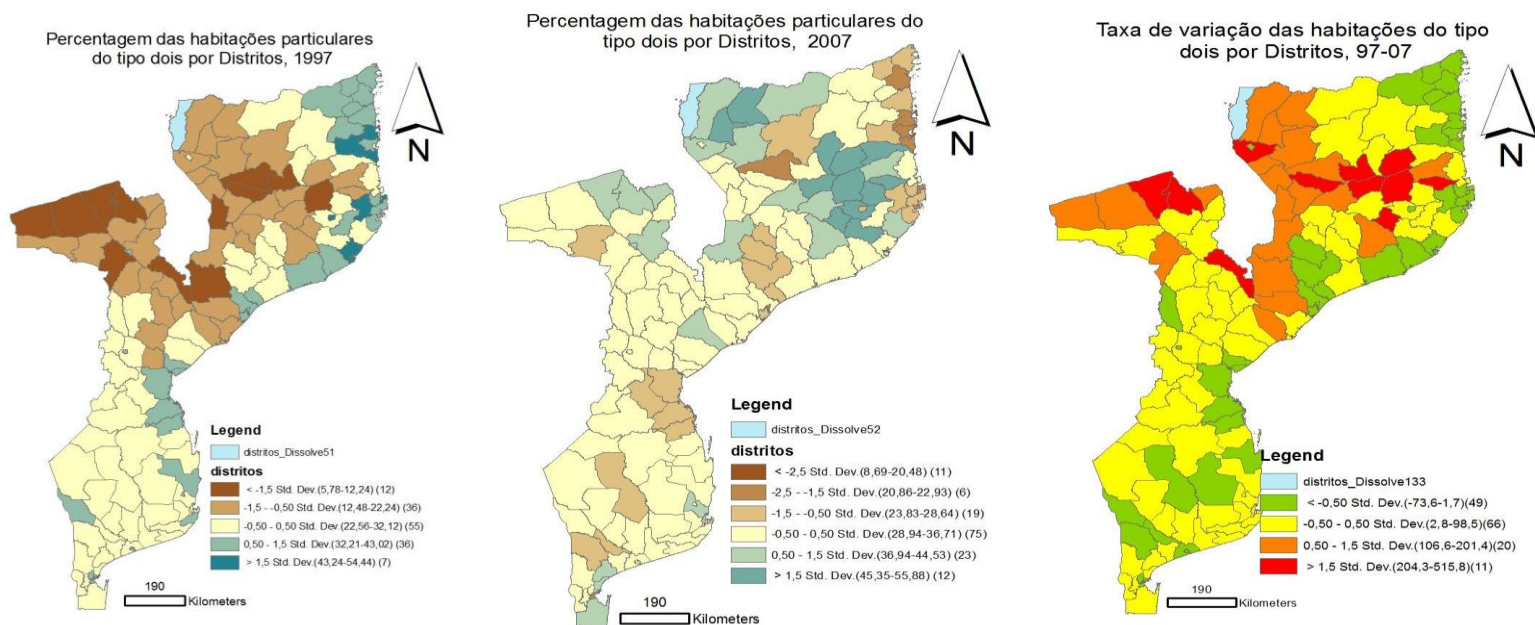 Percentagem das habitações particulares
do tipo dois por Distritos, 1997
N
Legend
distritos_Dissolve51
distritos
< -1,5 Std. Dev.(5,78-12,24) (12)
-1,5 - -0,50 Std. Dev.(12,48-22,24) (36)
-0,50 - 0,50 Std. Dev.(22,56-32,12) (55)
0,50 - 1,5 Std. Dev.(32,21-43,02) (36)
> 1,5 Std. Dev.(43,24-54,44) (7)
190
Kilometers
Percentagem das habitações particulares do
tipo dois por Distritos, 2007
N
Legend
distritos_Dissolve52
distritos
< -2,5 Std. Dev.(8,69-20,48) (11)
-2,5 - -1,5 Std. Dev.(20,86-22,93) (6)
-1,5 - -0,50 Std. Dev.(23,83-28,64) (19)
-0,50 - 0,50 Std. Dev.(28,94-36,71) (75)
0,50 - 1,5 Std. Dev.(36,94-44,53) (23)
> 1,5 Std. Dev.(45,35-55,88) (12)
190
Kilometers
Taxa de variação das habitações do tipo
dois por Distritos, 97-07
N
Legend
distritos_Dissolve133
< -0,50 Std. Dev.(-73,6-1,7)(49)
-0,50 - 0,50 Std. Dev.(2,8-98,5)(66)
0,50 - 1,5 Std. Dev.(106,6-201,4)(20)
> 1,5 Std. Dev.(204,3-515,8)(11)
190
Kilometers